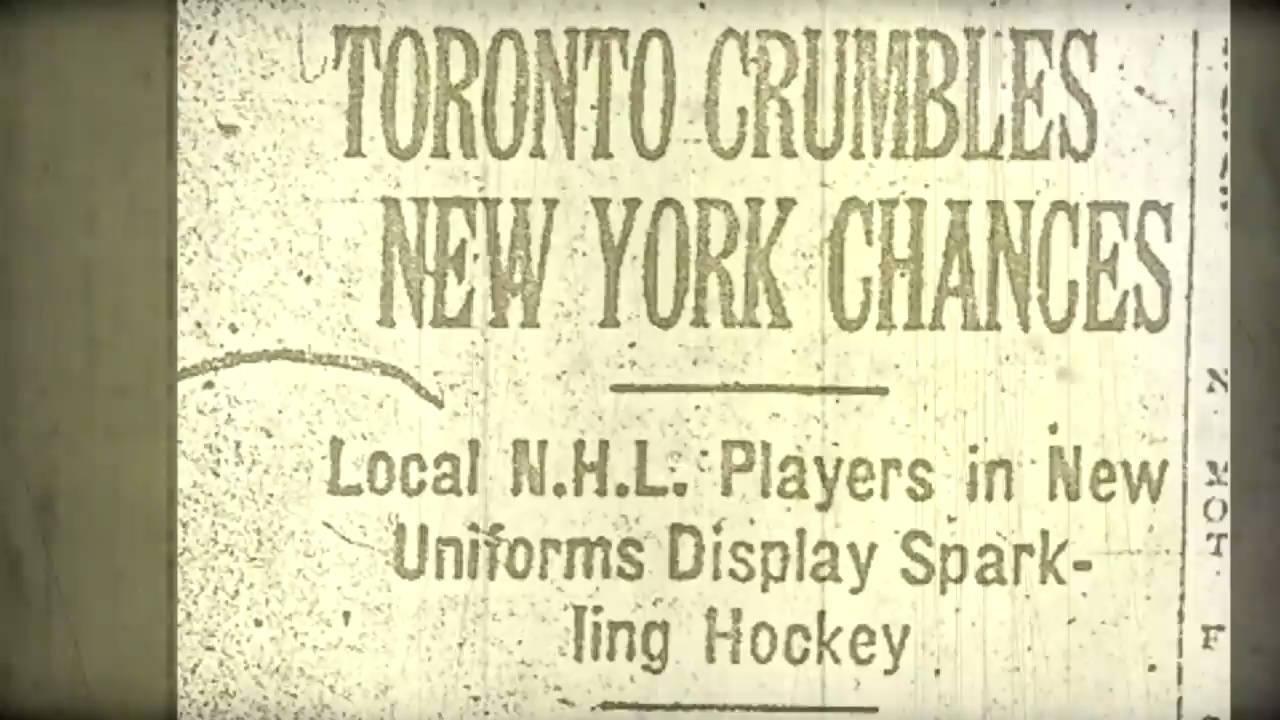 TORONTO CRUMBLES
NEW YORK CHANCES
Local N.H.L. Players in New
Uniforms Display Spark-
ling Hockey